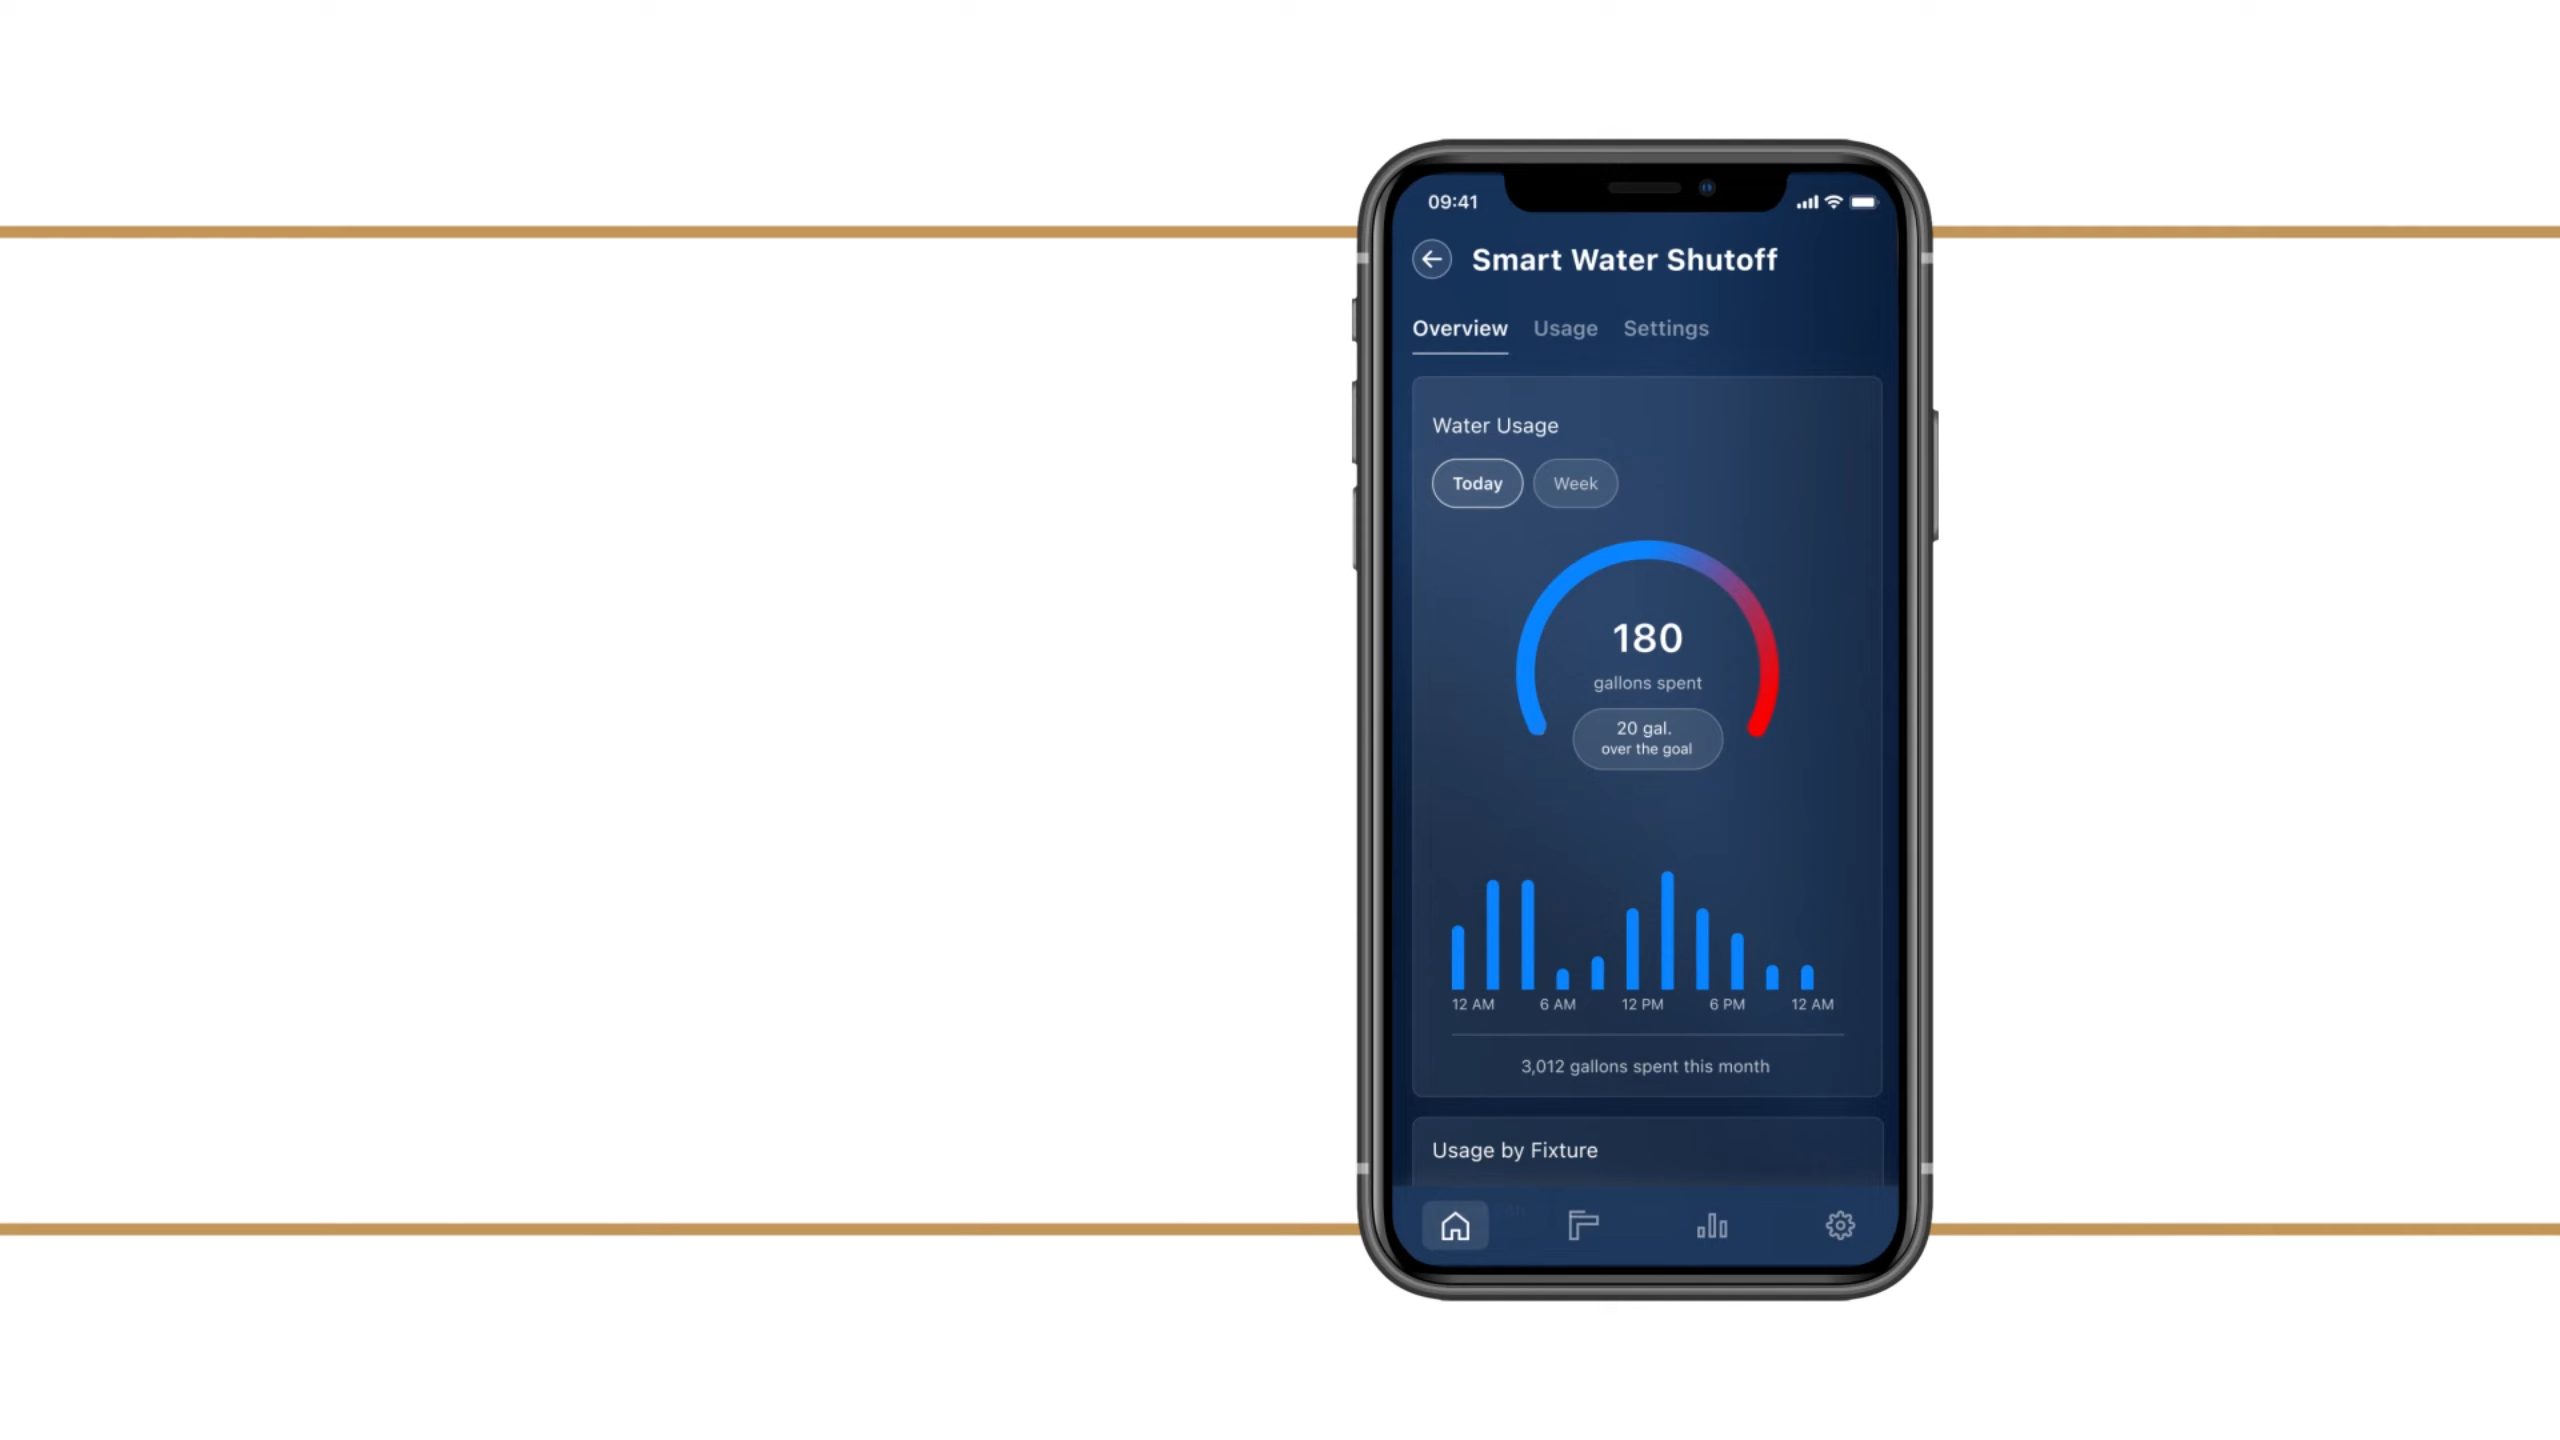 09:41
Smart Water Shutoff
Overview Usage Settings
Water Usage
Today Week
180
gallons spent
20 gal.
over the goal
12 AM 6 AM 12 PM 6 PM 12 AM
3,012 gallons spent this month
Usage by Fixture